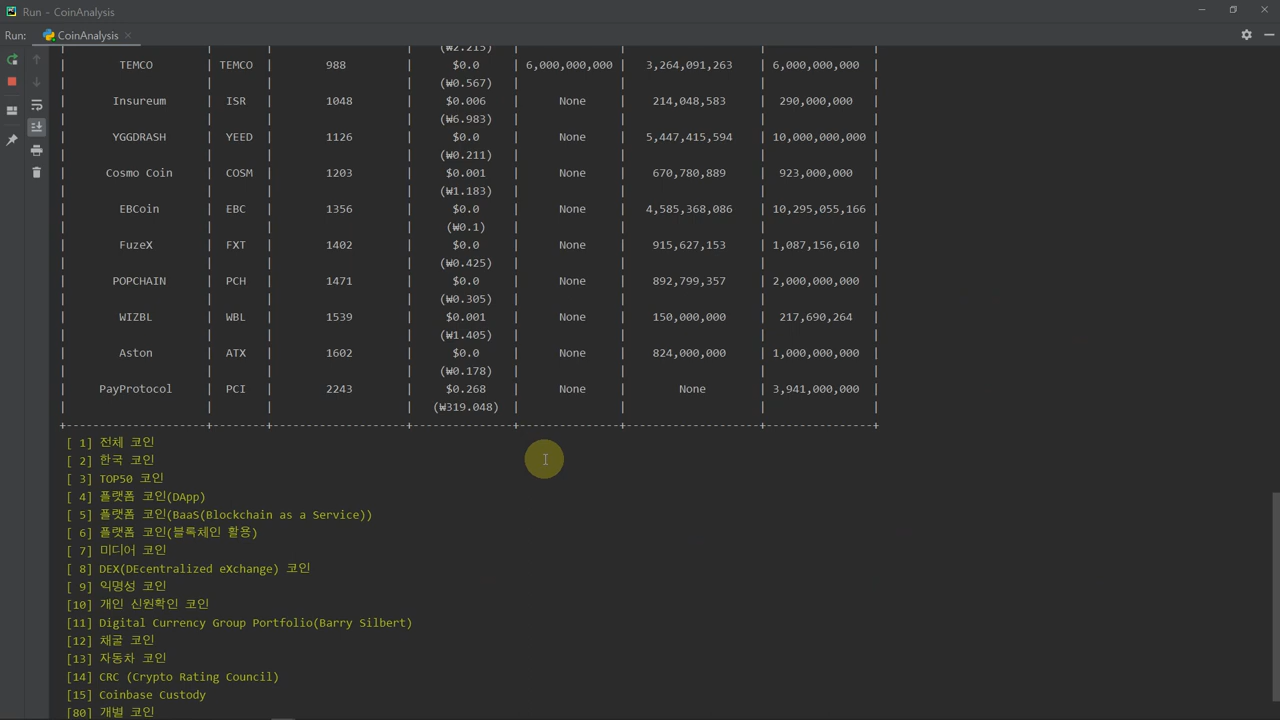 Run - CoinAnalysis
Run: CoinAnalysis
(₩2.215)
TEMCO | TEMCO | 988 | $0.0 | 6,000,000,000 | 3,264,091,263 | 6,000,000,000
(₩0.567)
Insureum | ISR | 1048 | $0.006 | None | 214,048,583 | 290,000,000
(₩6.983)
YGGDRASH | YEED | 1126 | $0.0 | None | 5,447,415,594 | 10,000,000,000
(₩0.211)
Cosmo Coin | COSM | 1203 | $0.001 | None | 670,780,889 | 923,000,000
(₩1.183)
EBCoin | EBC | 1356 | $0.0 | None | 4,585,368,086 | 10,295,055,166
(₩0.1)
FuzeX | FXT | 1402 | $0.0 | None | 915,627,153 | 1,087,156,610
(₩0.425)
POPCHAIN | PCH | 1471 | $0.0 | None | 892,799,357 | 2,000,000,000
(₩0.305)
WIZBL | WBL | 1539 | $0.001 | None | 150,000,000 | 217,690,264
(₩1.405)
Aston | ATX | 1602 | $0.0 | None | 824,000,000 | 1,000,000,000
(₩0.178)
PayProtocol | PCI | 2243 | $0.268 | None | None | 3,941,000,000
(₩319.048)
[ 1] 전체 코인
[ 2] 한국 코인
[ 3] TOP50 코인
[ 4] 플랫폼 코인(DApp)
[ 5] 플랫폼 코인(BaaS(Blockchain as a Service))
[ 6] 플랫폼 코인(블록체인 활용)
[ 7] 미디어 코인
[ 8] DEX(DEcentralized eXchange) 코인
[ 9] 익명성 코인
[10] 개인 신원확인 코인
[11] Digital Currency Group Portfolio(Barry Silbert)
[12] 채굴 코인
[13] 자동차 코인
[14] CRC (Crypto Rating Council)
[15] Coinbase Custody
[80] 개별 코인